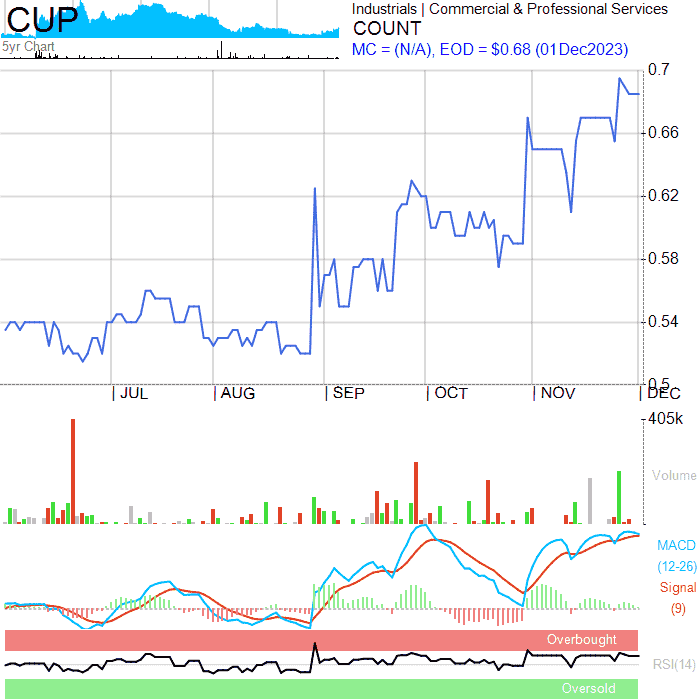 CUP
5yr Chart
Industrials | Commercial & Professional Services
COUNT
MC = (N/A), EOD = $0.68 (01Dec2023)
0.7
0.66
0.62
0.58
0.54
0.5
JUL AUG SEP OCT NOV DEC
405k
Volume
MACD
(12-26)
Signal
(9)
Overbought
RSI(14)
Oversold